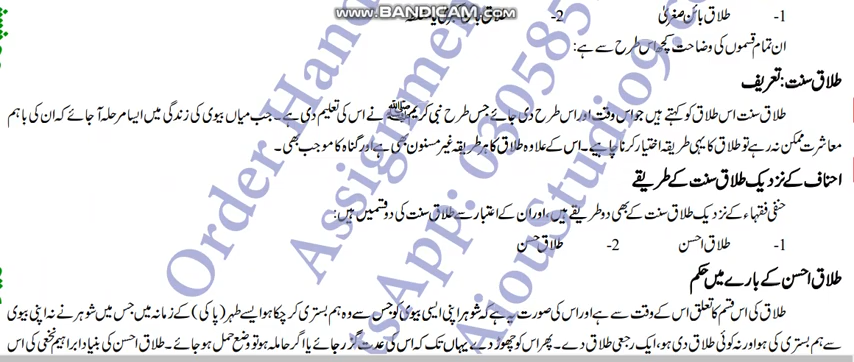 www.BANDICAM.com
1- طلاق بائن صغریٰ 2- طلاق بائن
ان تمام قسموں کی وضاحت کچھ اس طرح سے ہے:
طلاق سنت: تعریف
طلاق سنت اس طلاق کو کہتے ہیں جو اس وقت اور اس طرح دی جائے جس طرح نبی کریم ﷺ نے اس کی تعلیم دی ہے۔ جب میاں بیوی کی زندگی میں ایسا مرحلہ آ جائے کہ ان کی باہم
معاشرت ممکن نہ رہے تو طلاق کا یہی طریقہ اختیار کرنا چاہیے۔ اس کے علاوہ طلاق کا ہر طریقہ غیر مسنون بھی ہے اور گناہ کا موجب بھی۔
احناف کے نزدیک طلاق سنت کے طریقے
حنفی فقہاء کے نزدیک طلاق سنت کے بھی دو طریقے ہیں، اور ان کے اعتبار سے طلاق سنت کی دو قسمیں ہیں:
1- طلاق احسن 2- طلاق حسن
طلاق احسن کے بارے میں حکم
طلاق کی اس قسم کا تعلق اس کے وقت سے ہے اور اس کی صورت یہ ہے کہ شوہر اپنی ایسی بیوی کو جس سے وہ ہم بستری کر چکا ہو ایسے طہر (پاکی) کے زمانہ میں جس میں شوہر نے نہ اپنی بیوی
سے ہم بستری کی ہو اور نہ کوئی طلاق دی ہو، ایک رجعی طلاق دے۔ پھر اس کو چھوڑ دے یہاں تک کہ اس کی عدت گزر جائے یا اگر حاملہ ہو تو وضع حمل ہو جائے۔ طلاق احسن کی بنیاد ابراہیم نخعی کی اس
Order Hand
Assignmen
tsApp: 0305585
AiouStudio9.c